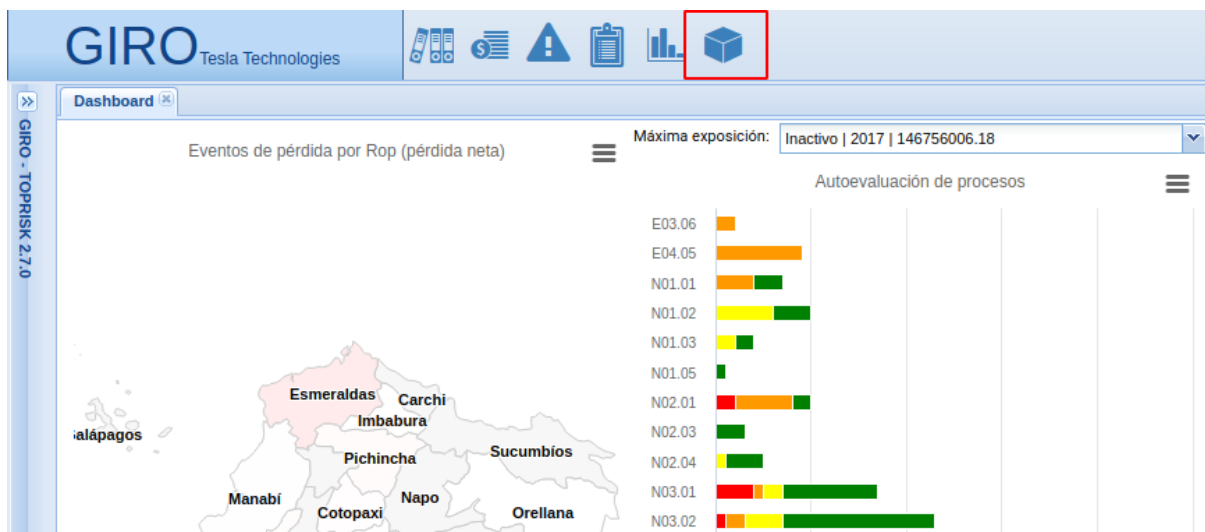 GIRO Tesla Technologies
Dashboard
GIRO - TOPRISK 2.7.0
Eventos de pérdida por Rop (pérdida neta)
Esmeraldas
Carchi
Imbabura
alápagos
Pichincha
Sucumbíos
Manabí
Napo
Cotopaxi
Orellana
Máxima exposición: Inactivo | 2017 | 146756006.18
Autoevaluación de procesos
E03.06
E04.05
N01.01
N01.02
N01.03
N01.05
N02.01
N02.03
N02.04
N03.01
N03.02